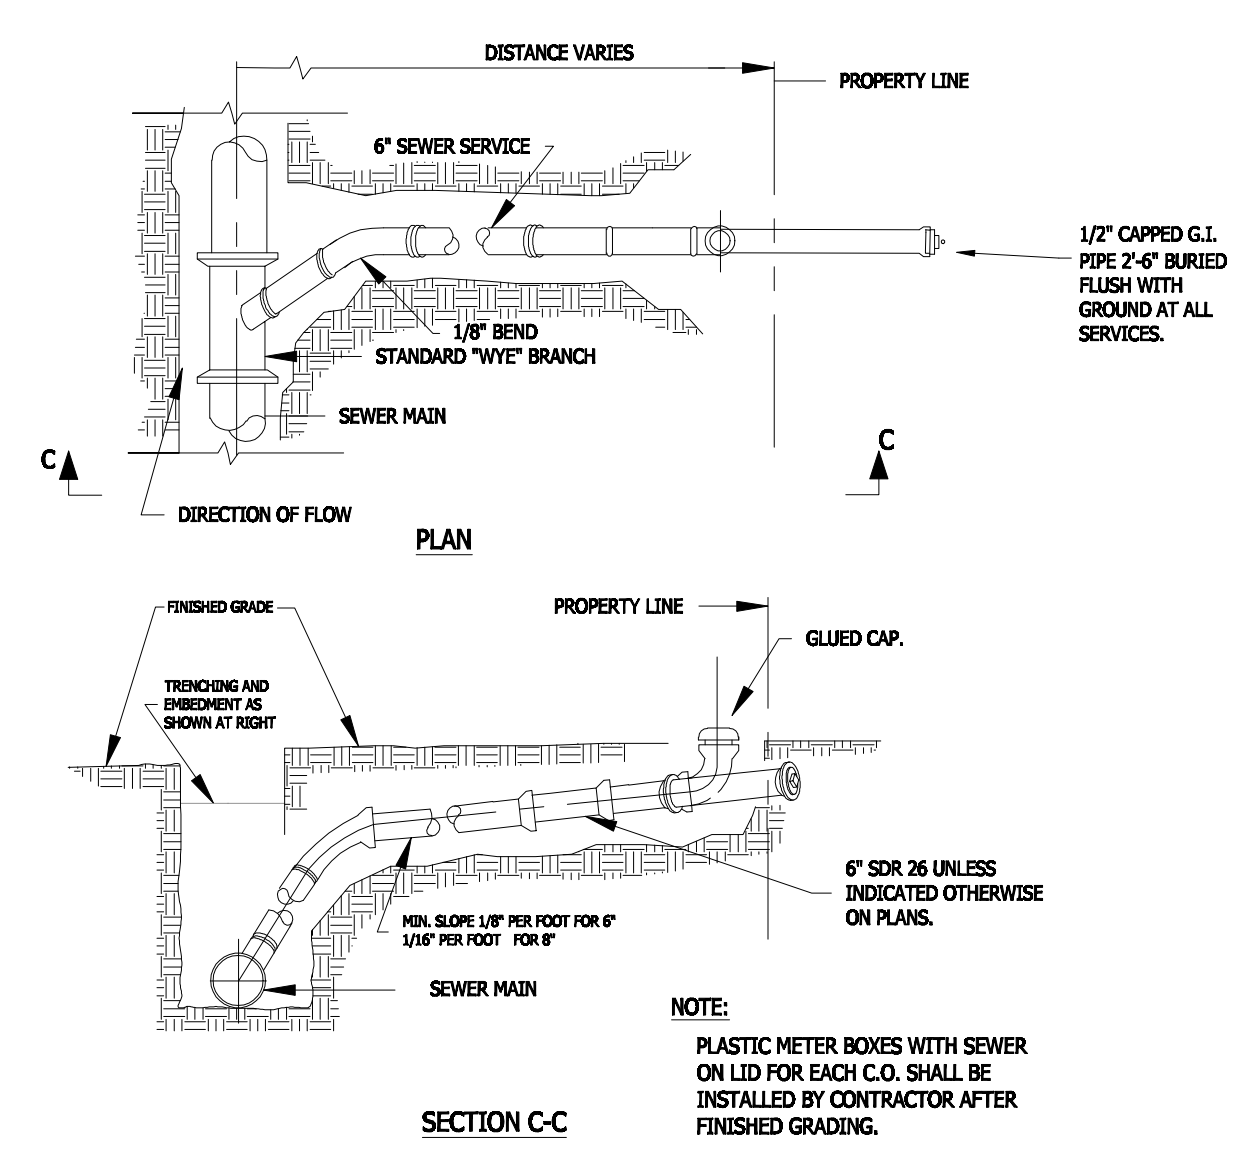 DISTANCE VARIES
PROPERTY LINE
6" SEWER SERVICE
1/2" CAPPED G.I.
PIPE 2'-6" BURIED
FLUSH WITH
GROUND AT ALL
SERVICES.
1/8" BEND
STANDARD "WYE" BRANCH
SEWER MAIN
C
C
DIRECTION OF FLOW
PLAN
FINISHED GRADE
PROPERTY LINE
GLUED CAP.
TRENCHING AND
EMBEDMENT AS
SHOWN AT RIGHT
6" SDR 26 UNLESS
INDICATED OTHERWISE
ON PLANS.
MIN. SLOPE 1/8" PER FOOT FOR 6"
1/16" PER FOOT FOR 8"
SEWER MAIN
NOTE:
PLASTIC METER BOXES WITH SEWER
ON LID FOR EACH C.O. SHALL BE
INSTALLED BY CONTRACTOR AFTER
FINISHED GRADING.
SECTION C-C